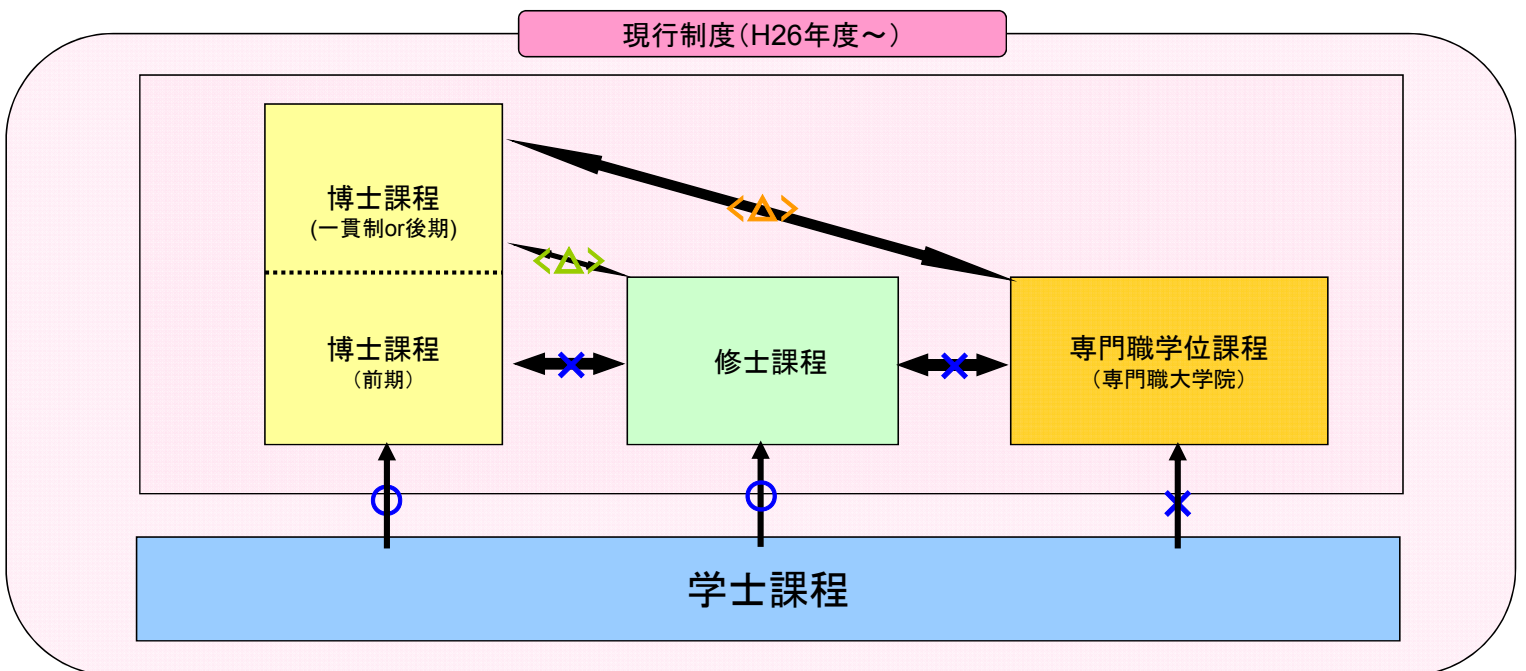 現行制度(H26年度～)
博士課程
(一貫制or後期)
<△>
<△>
博士課程
（前期）
×
修士課程
×
専門職学位課程
（専門職大学院）
○
○
×
学士課程